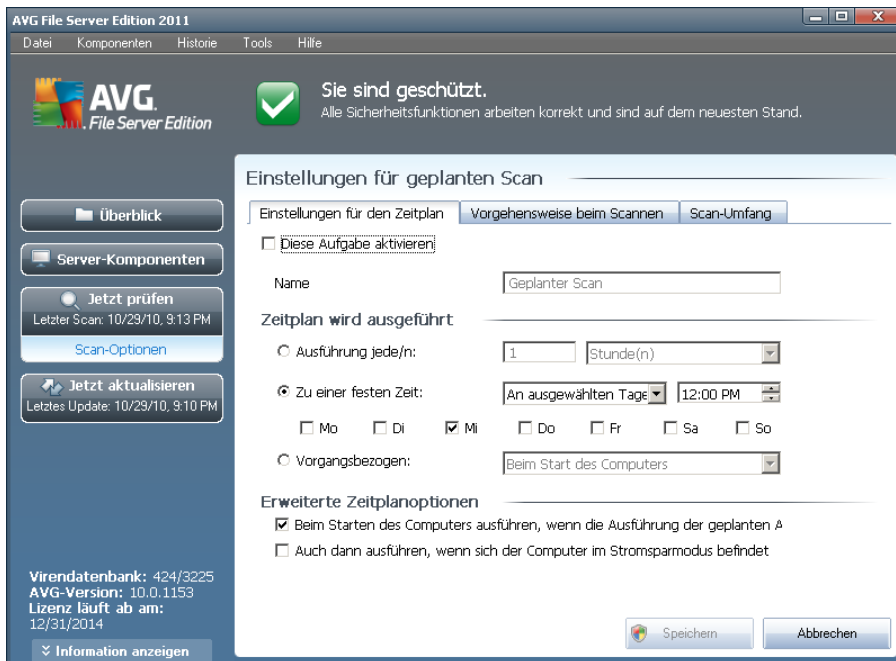 AVG File Server Edition 2011
Datei Komponenten Historie Tools Hilfe
AVG.
File Server Edition
Sie sind geschützt.
Alle Sicherheitsfunktionen arbeiten korrekt und sind auf dem neuesten Stand.
Überblick
Server-Komponenten
Jetzt prüfen
Letzter Scan: 10/29/10, 9:13 PM
Scan-Optionen
Jetzt aktualisieren
Letztes Update: 10/29/10, 9:10 PM
Virendatenbank: 424/3225
AVG-Version: 10.0.1153
Lizenz läuft ab am:
12/31/2014
Information anzeigen
Einstellungen für geplanten Scan
Einstellungen für den Zeitplan Vorgehensweise beim Scannen Scan-Umfang
Diese Aufgabe aktivieren
Name Geplanter Scan
Zeitplan wird ausgeführt
Ausführung jede/n: 1 Stunde(n)
Zu einer festen Zeit: An ausgewählten Tage 12:00 PM
Mo Di Mi Do Fr Sa So
Vorgangsbezogen: Beim Start des Computers
Erweiterte Zeitplanoptionen
Beim Starten des Computers ausführen, wenn die Ausführung der geplanten A
Auch dann ausführen, wenn sich der Computer im Stromsparmodus befindet
Speichern Abbrechen